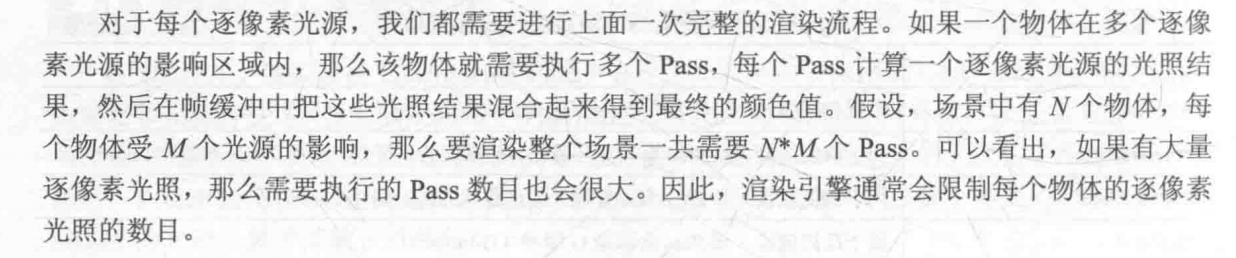 对于每个逐像素光源，我们都需要进行上面一次完整的渲染流程。如果一个物体在多个逐像
素光源的影响区域内，那么该物体就需要执行多个 Pass，每个 Pass 计算一个逐像素光源的光照结
果，然后在帧缓冲中把这些光照结果混合起来得到最终的颜色值。假设，场景中有 N 个物体，每
个物体受 M 个光源的影响，那么要渲染整个场景一共需要 N*M 个 Pass。可以看出，如果有大量
逐像素光照，那么需要执行的 Pass 数目也会很大。因此，渲染引擎通常会限制每个物体的逐像素
光照的数目。